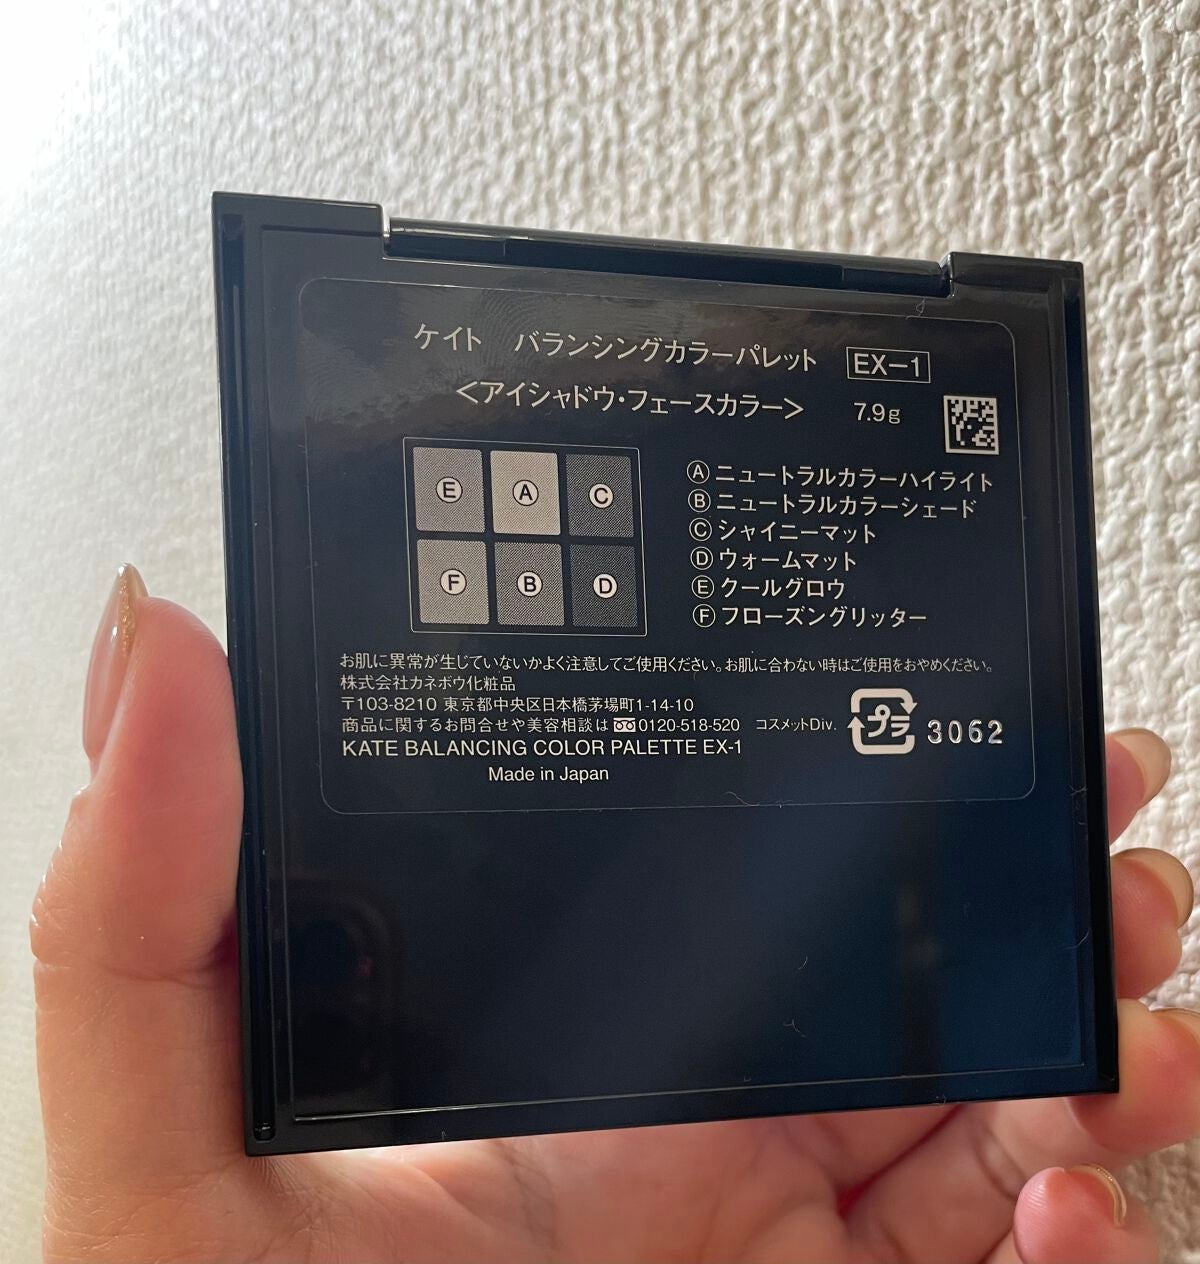 ケイト　バランシングカラーパレット EX-1
<アイシャドウ・フェースカラー> 7.9g
E A C
F B D
Ⓐニュートラルカラーハイライト
Ⓑニュートラルカラーシェード
Ⓒシャイニーマット
Ⓓウォームマット
Ⓔクールグロウ
Ⓕフローズングリッター
お肌に異常が生じていないかよく注意してご使用ください。お肌に合わない時はご使用をおやめください。
株式会社カネボウ化粧品
〒103-8210 東京都中央区日本橋茅場町1-14-10
商品に関するお問合せや美容相談は 0120-518-520 コスメットDiv.
プラ 3062
KATE BALANCING COLOR PALETTE EX-1
Made in Japan